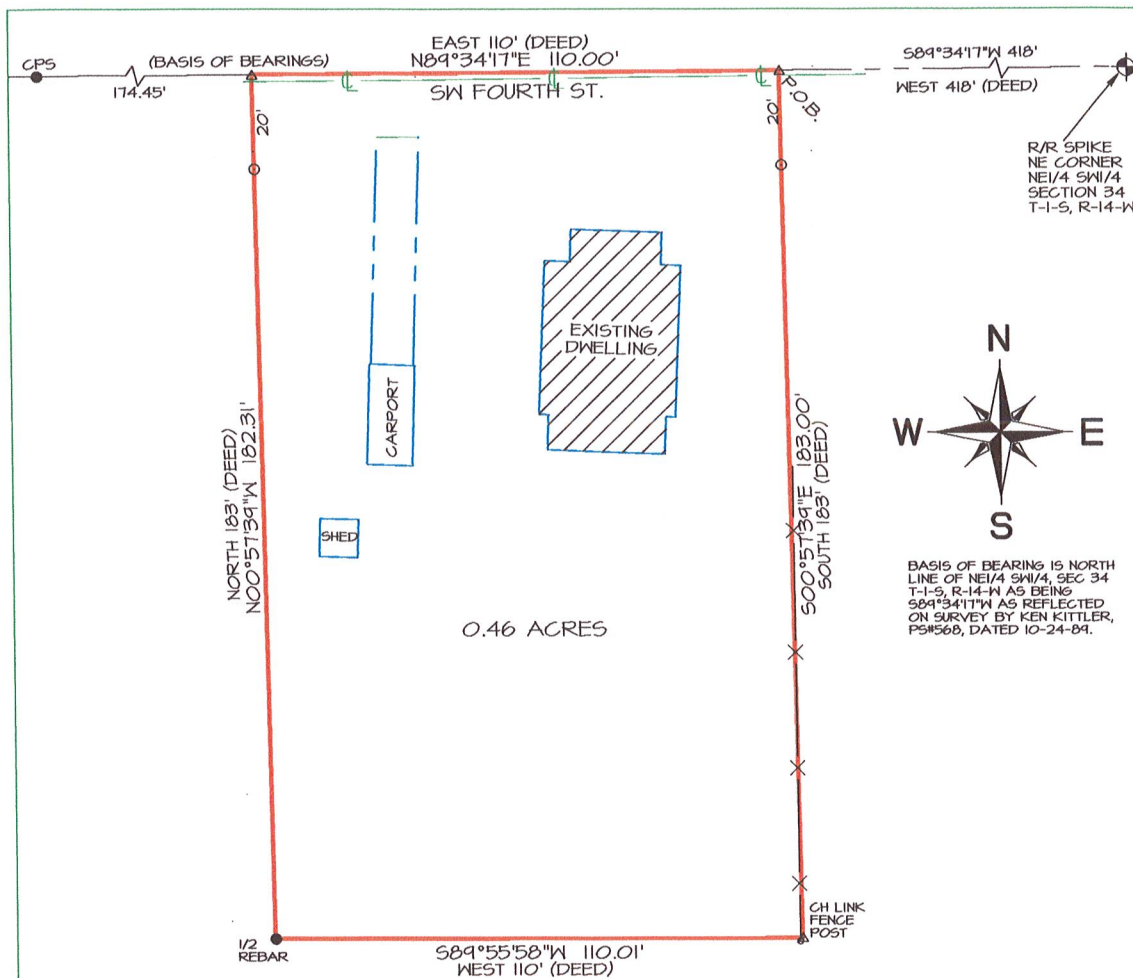 EAST 110' (DEED)
CPS
(BASIS OF BEARINGS)
N89°34'17"E 110.00'
S89°34'17"W 418'
174.45'
SW FOURTH ST.
WEST 418' (DEED)
P.O.B.
20'
20'
R/R SPIKE
NE CORNER
NE1/4 SW1/4
SECTION 34
T-1-S, R-14-W
EXISTING
DWELLING
CARPORT
SHED
NORTH 183' (DEED)
N00°57'39"W 182.31'
S00°57'39"E 183.00'
SOUTH 183' (DEED)
N
W
E
S
BASIS OF BEARING IS NORTH
LINE OF NE1/4 SW1/4, SEC 34
T-1-S, R-14-W AS BEING
S89°34'17"W AS REFLECTED
ON SURVEY BY KEN KITTLER,
PS#568, DATED 10-24-89.
0.46 ACRES
CH LINK
FENCE
POST
1/2
REBAR
S89°55'58"W 110.01'
WEST 110' (DEED)